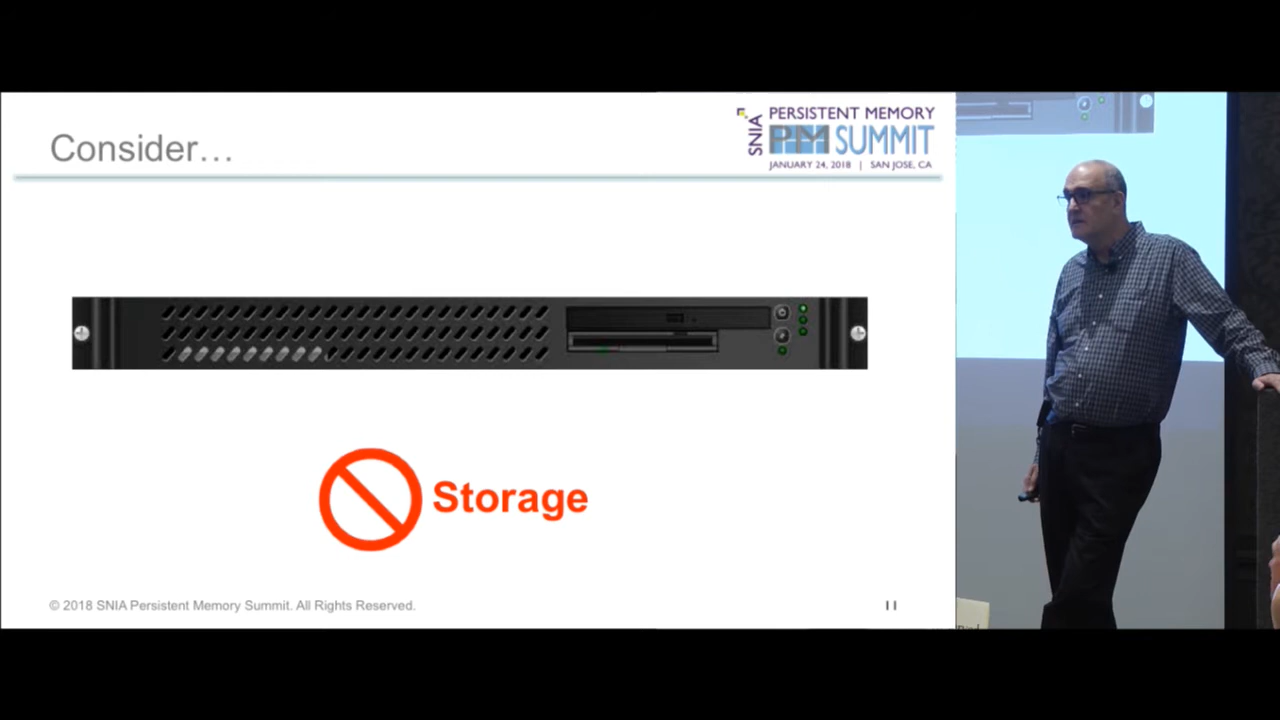 Consider…
SNIA
PERSISTENT MEMORY
PM SUMMIT
JANUARY 24, 2018 | SAN JOSE, CA
Storage
© 2018 SNIA Persistent Memory Summit. All Rights Reserved.
11